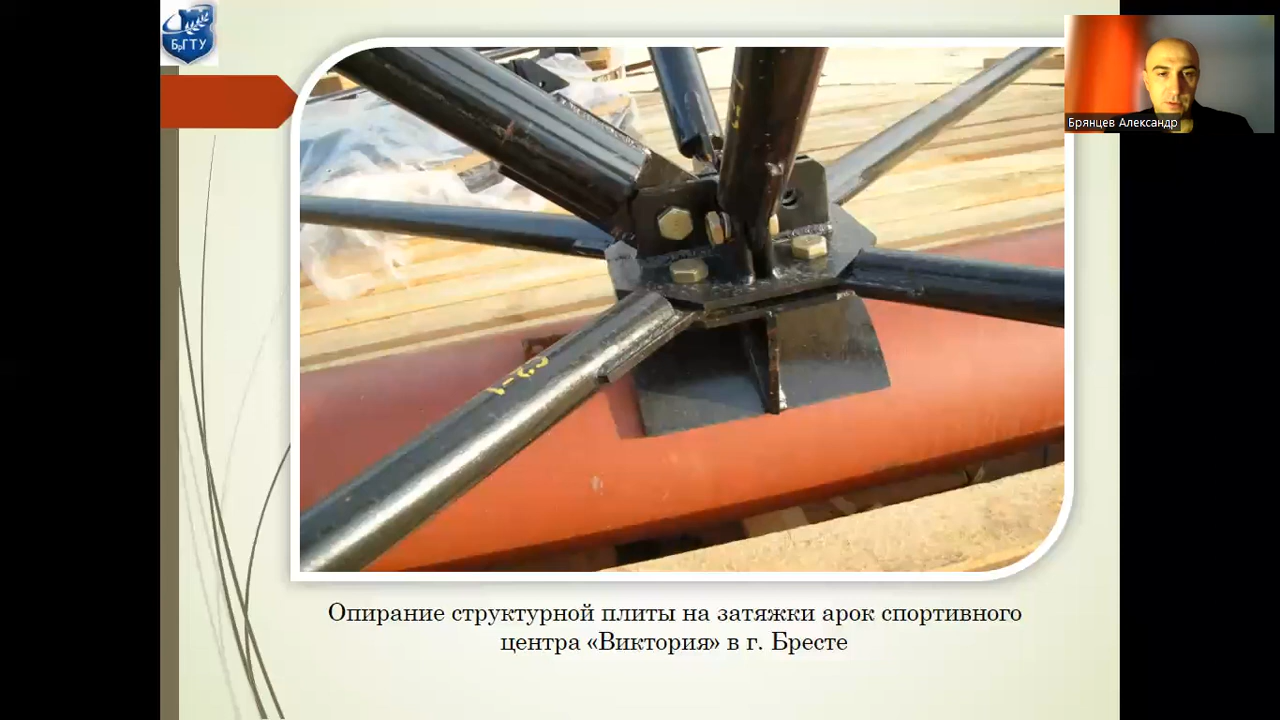 БрГТУ
Брянцев Александр
Опирание структурной плиты на затяжки арок спортивного
центра «Виктория» в г. Бресте